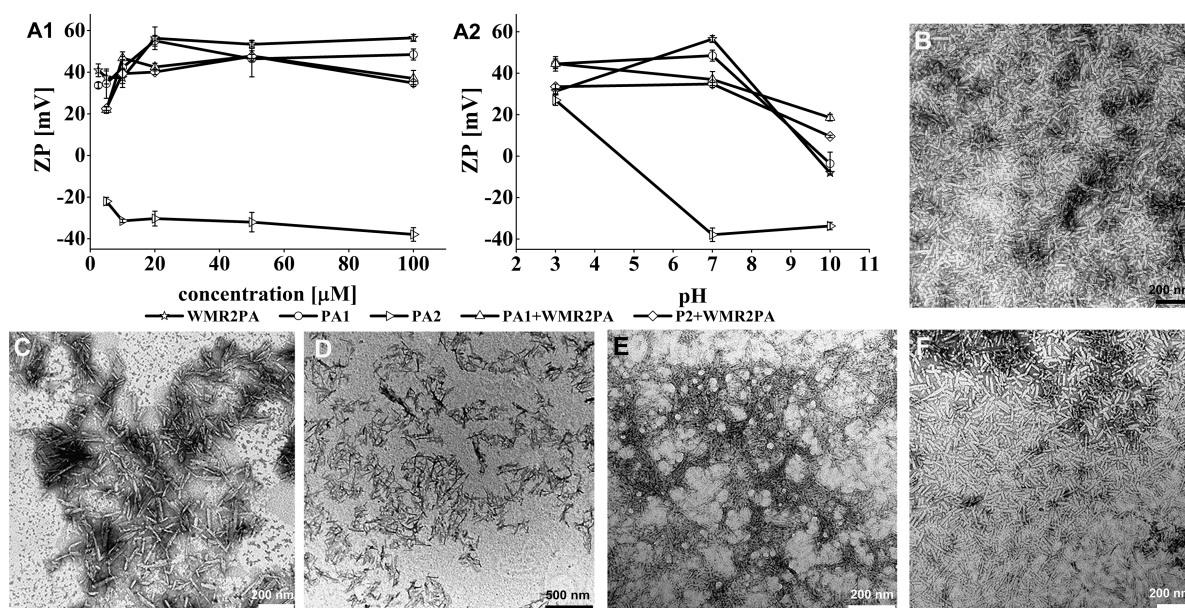 A1
60
40
20
0
-20
-40
ZP [mV]
0 20 40 60 80 100
concentration [µM]
A2
60
40
20
0
-20
-40
ZP [mV]
2 3 4 5 6 7 8 9 10 11
pH
WMR2PA PA1 PA2 PA1+WMR2PA P2+WMR2PA
B
200 nm
C
200 nm
D
500 nm
E
200 nm
F
200 nm